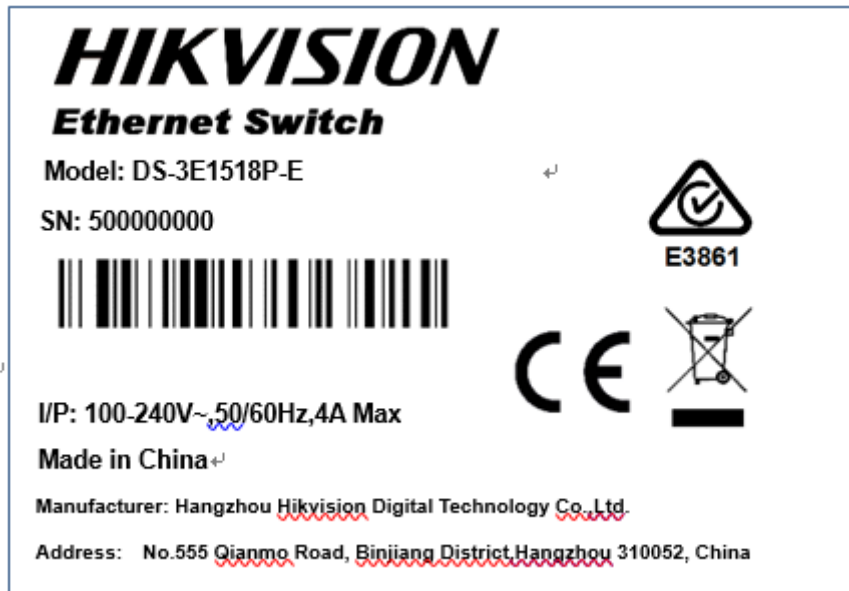 HIKVISION
Ethernet Switch
Model: DS-3E1518P-E
SN: 500000000
E3861
CE
I/P: 100-240V~,50/60Hz,4A Max
Made in China
Manufacturer: Hangzhou Hikvision Digital Technology Co.,Ltd.
Address: No.555 Qianmo Road, Binjiang District,Hangzhou 310052, China